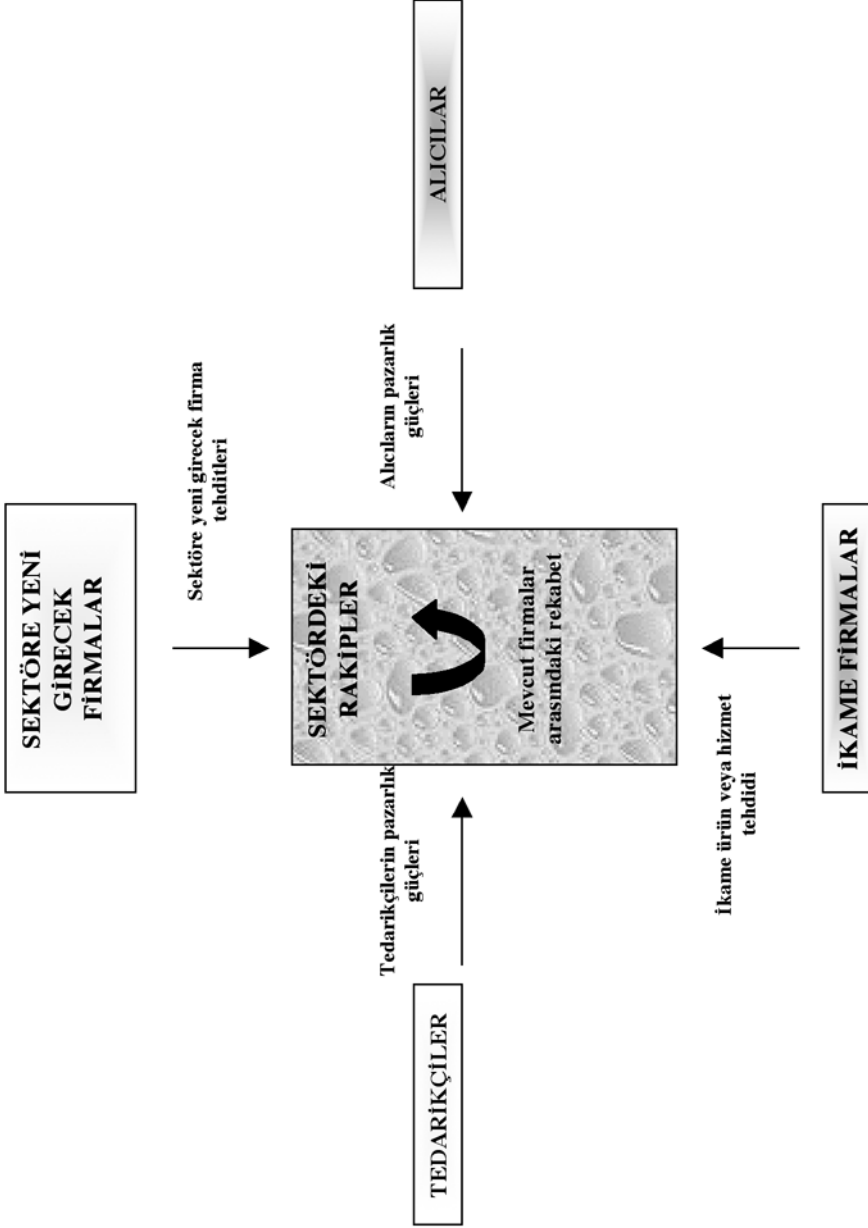 SEKTÖRE YENİ
GİRECEK
FİRMALAR
Sektöre yeni girecek firma
tehditleri
TEDARİKÇİLER
Tedarikçilerin pazarlık
güçleri
SEKTÖRDEKİ
RAKİPLER
Mevcut firmalar
arasındaki rekabet
Alıcıların pazarlık
güçleri
ALICILAR
İkame ürün veya hizmet
tehdidi
İKAME FİRMALAR